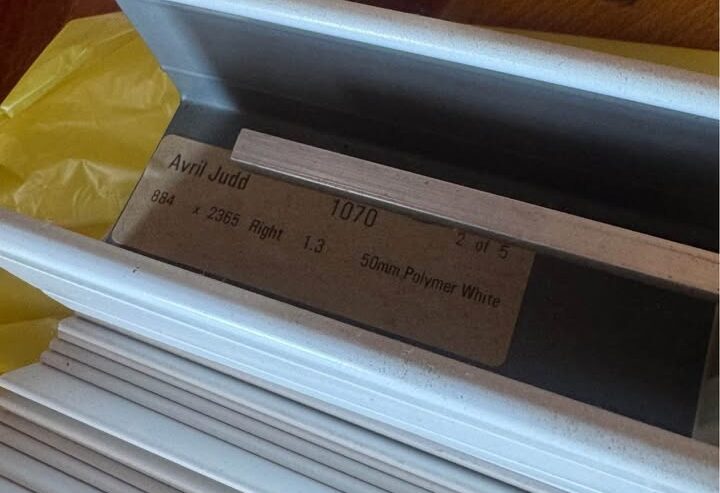 Avril Judd 1070 2 of 5
884 x 2365 Right 1.3 50mm Polymer White